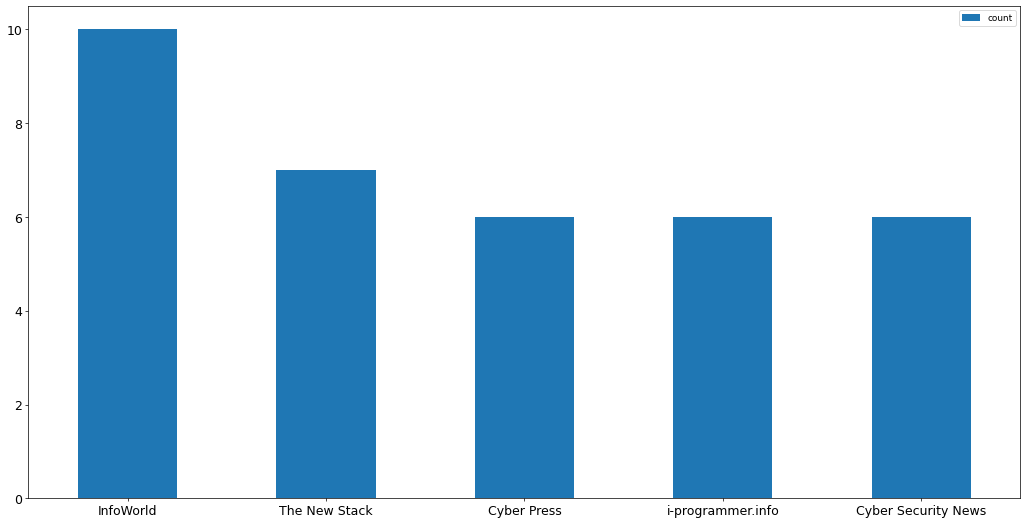 count
10
8
6
4
2
0
InfoWorld
The New Stack
Cyber Press
i-programmer.info
Cyber Security News